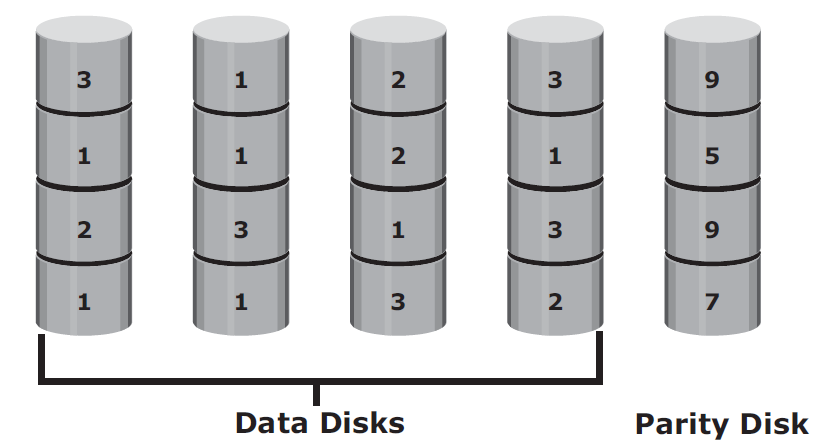 3 1 2 3 9
1 1 2 1 5
2 3 1 3 9
1 1 3 2 7
Data Disks
Parity Disk